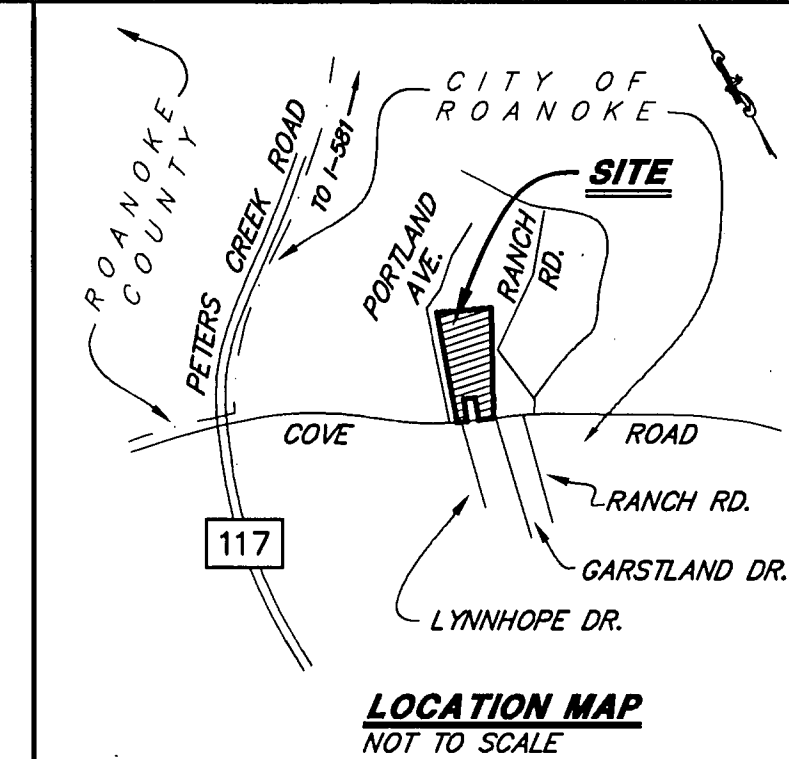 ROANOKE
COUNTY
PETERS CREEK ROAD
TO I-581
CITY OF
ROANOKE
SITE
PORTLAND
AVE.
RANCH
RD.
COVE ROAD
117
RANCH RD.
GARSTLAND DR.
LYNNHOPE DR.
LOCATION MAP
NOT TO SCALE